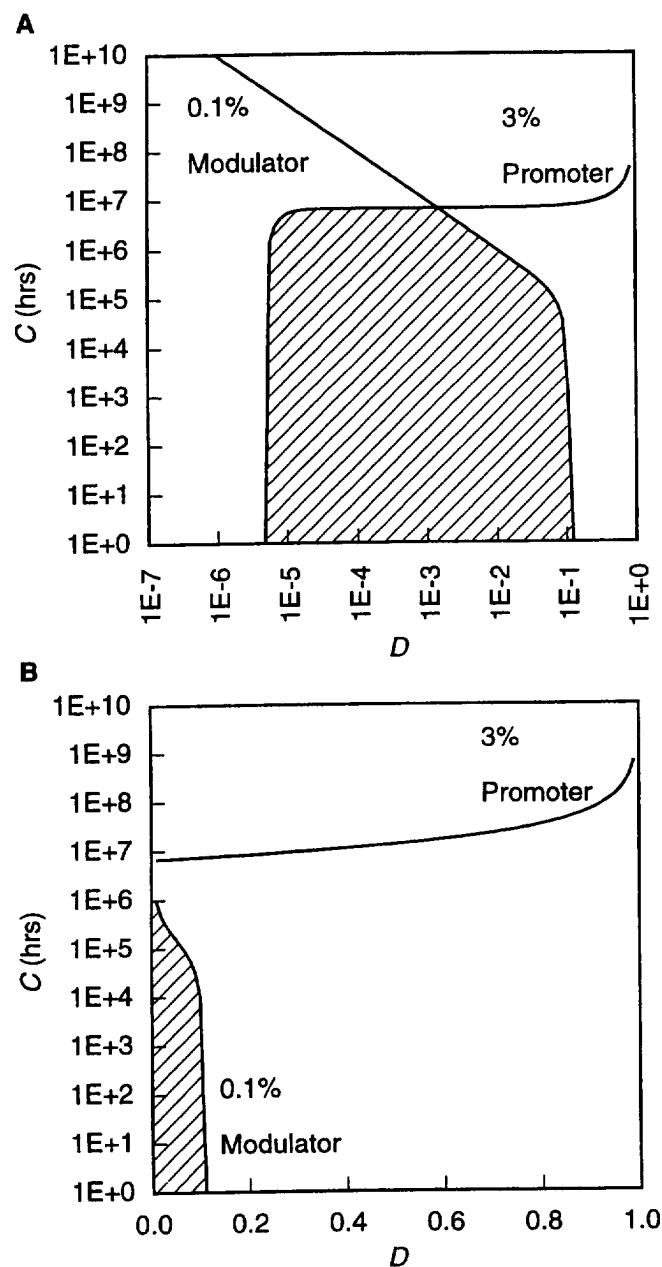 A
1E+10
1E+9
1E+8
1E+7
1E+6
1E+5
1E+4
1E+3
1E+2
1E+1
1E+0
C (hrs)
0.1%
Modulator
3%
Promoter
1E-7
1E-6
1E-5
1E-4
1E-3
1E-2
1E-1
1E+0
D
B
1E+10
1E+9
1E+8
1E+7
1E+6
1E+5
1E+4
1E+3
1E+2
1E+1
1E+0
C (hrs)
3%
Promoter
0.1%
Modulator
0.0
0.2
0.4
0.6
0.8
1.0
D